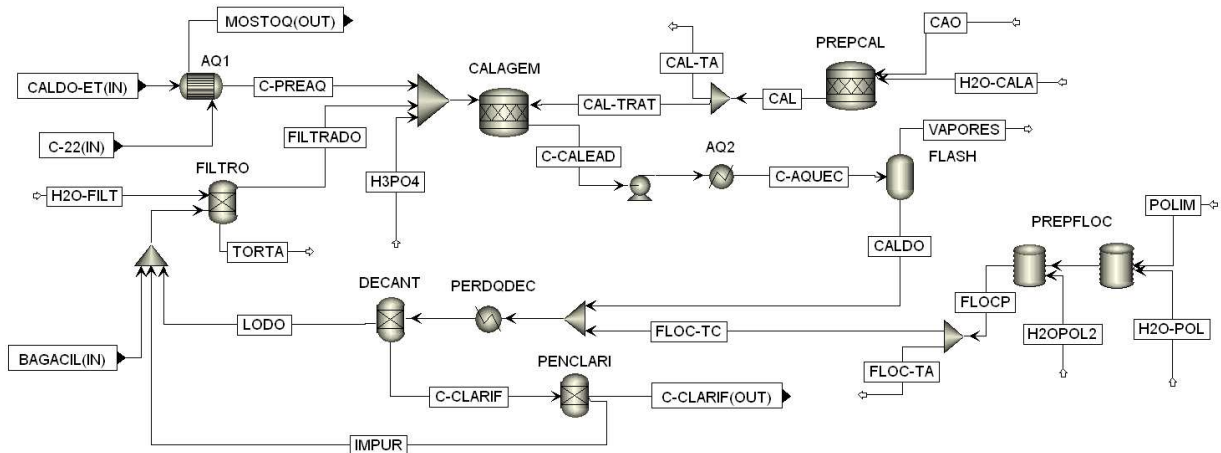 MOSTOQ(OUT)
CAO
PREPCAL
AQ1
CAL-TA
CALAGEM
CALDO-ET(IN)
C-PREAQ
H2O-CALA
CAL
CAL-TRAT
VAPORES
FILTRADO
C-22(IN)
C-CALEAD
AQ2
FLASH
FILTRO
C-AQUEC
H3PO4
H2O-FILT
POLIM
PREPFLOC
TORTA
CALDO
DECANT
PERDQDEC
FLOCP
LODO
FLOC-TC
H2OPOL2
H2O-POL
BAGACIL(IN)
PENCLARI
FLOC-TA
C-CLARIF
C-CLARIF(OUT)
IMPUR